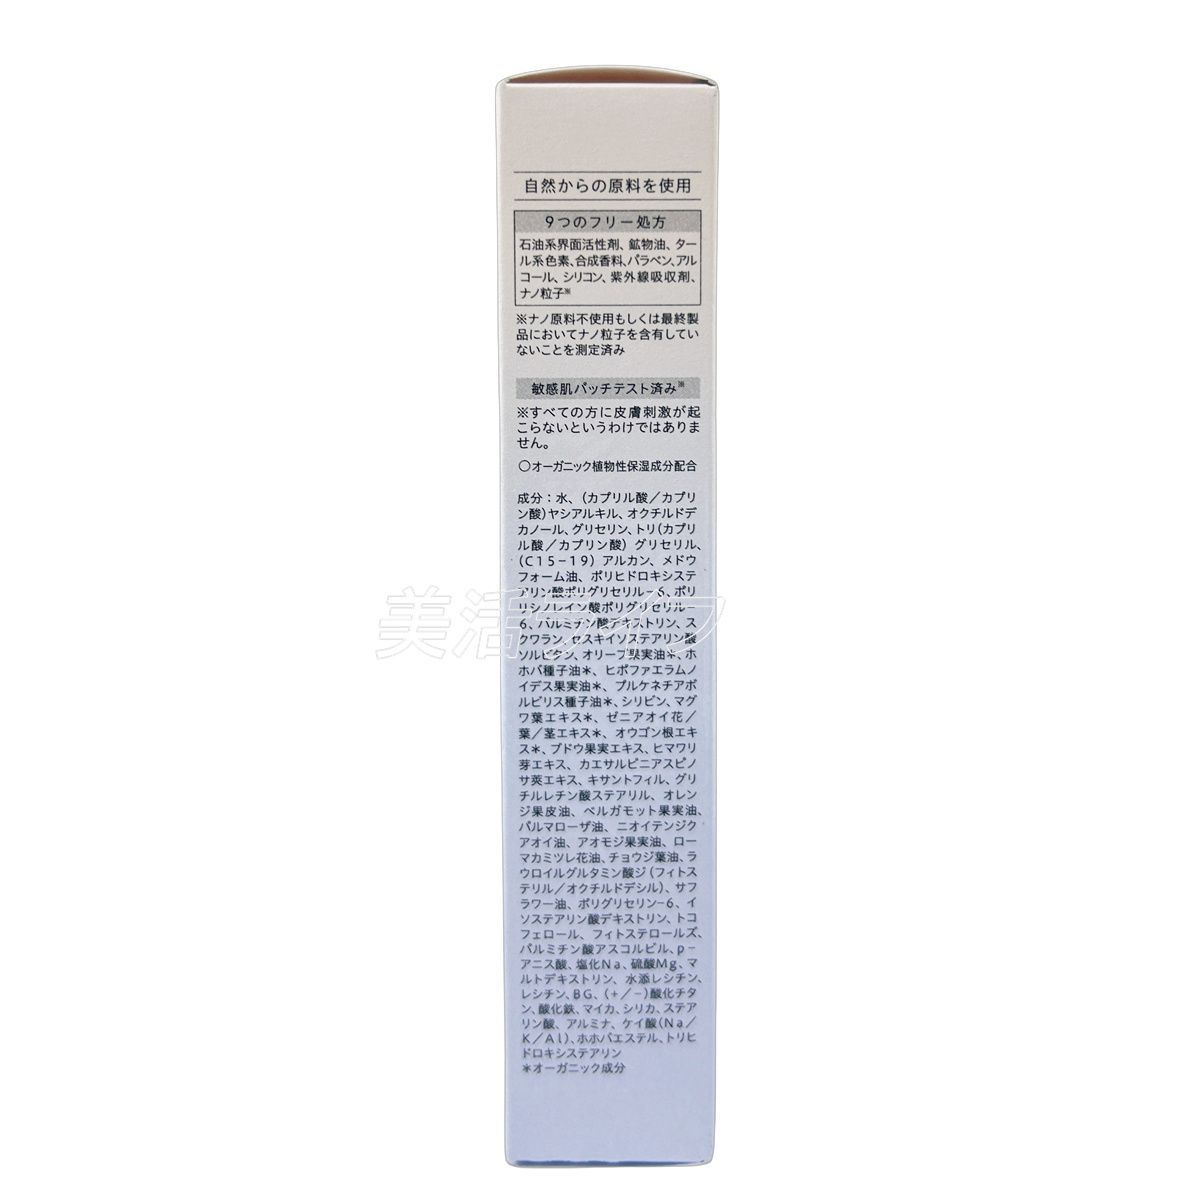 自然からの原料を使用
9つのフリー処方
石油系界面活性剤、鉱物油、ター
ル系色素、合成香料、パラベン、アル
コール、シリコン、紫外線吸収剤、
ナノ粒子※
※ナノ原料不使用もしくは最終製
品においてナノ粒子を含有してい
ないことを測定済み
敏感肌パッチテスト済み※
※すべての方に皮膚刺激が起
こらないというわけではありま
せん。
○オーガニック植物性保湿成分配合
成分：水、(カプリル酸／カプリ
ン酸)ヤシアルキル、オクチルドデ
カノール、グリセリン、トリ(カプリ
ル酸／カプリン酸)グリセリル、
(C15-19)アルカン、メドウ
フォーム油、ポリヒドロキシステ
アリン酸ポリグリセリル-6、ポリ
リシノレイン酸ポリグリセリル-
6、パルミチン酸デキストリン、ス
クワラン、セスキイソステアリン酸
ソルビタン、オリーブ果実油＊、ホ
ホバ種子油＊、ヒポファエラムノ
イデス果実油＊、プルケネチアボ
ルビリス種子油＊、シリビン、マグ
ワ葉エキス＊、ゼニアオイ花／
葉／茎エキス＊、オウゴン根エキ
ス＊、ブドウ果実エキス、ヒマワリ
芽エキス、カエサルピニアスピノ
サ莢エキス、キサントフィル、グリ
チルレチン酸ステアリル、オレン
ジ果皮油、ベルガモット果実油、
パルマローザ油、ニオイテンジク
アオイ油、アオモジ果実油、ロー
マカミツレ花油、チョウジ葉油、ラ
ウロイルグルタミン酸ジ(フィトス
テリル／オクチルドデシル)、サフ
ラワー油、ポリグリセリン-6、イ
ソステアリン酸デキストリン、トコ
フェロール、フィトステロールズ、
パルミチン酸アスコルビル、p-
アニス酸、塩化Na、硫酸Mg、マ
ルトデキストリン、水添レシチン、
レシチン、BG、(+／-)酸化チタ
ン、酸化鉄、マイカ、シリカ、ステア
リン酸、アルミナ、ケイ酸(Na／
K／Al)、ホホバエステル、トリヒ
ドロキシステアリン
＊オーガニック成分
美活ライフ